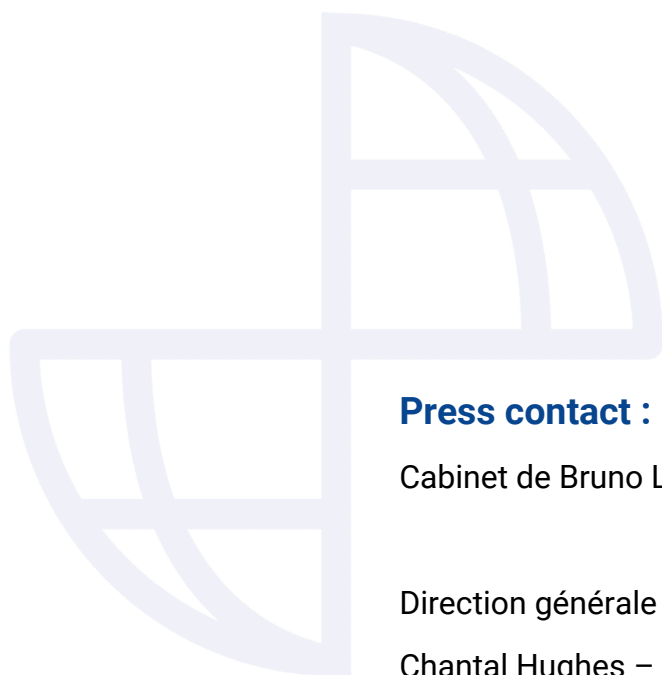 Press contact :
Cabinet de Bruno L
Direction générale
Chantal Hughes –